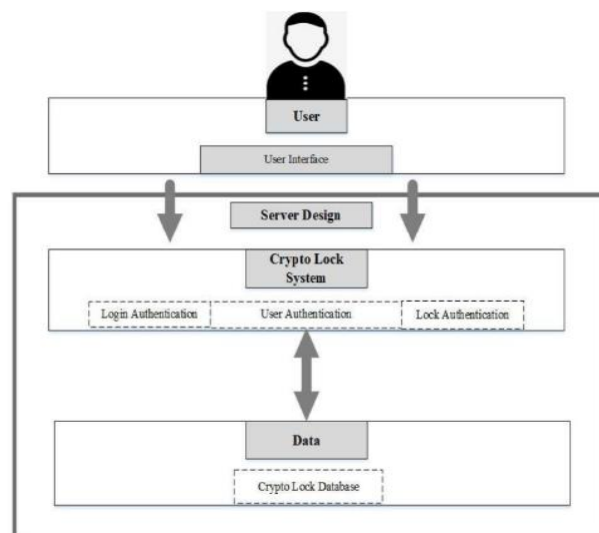 User
User Interface
Server Design
Crypto Lock
System
Login Authentication
User Authentication
Lock Authentication
Data
Crypto Lock Database